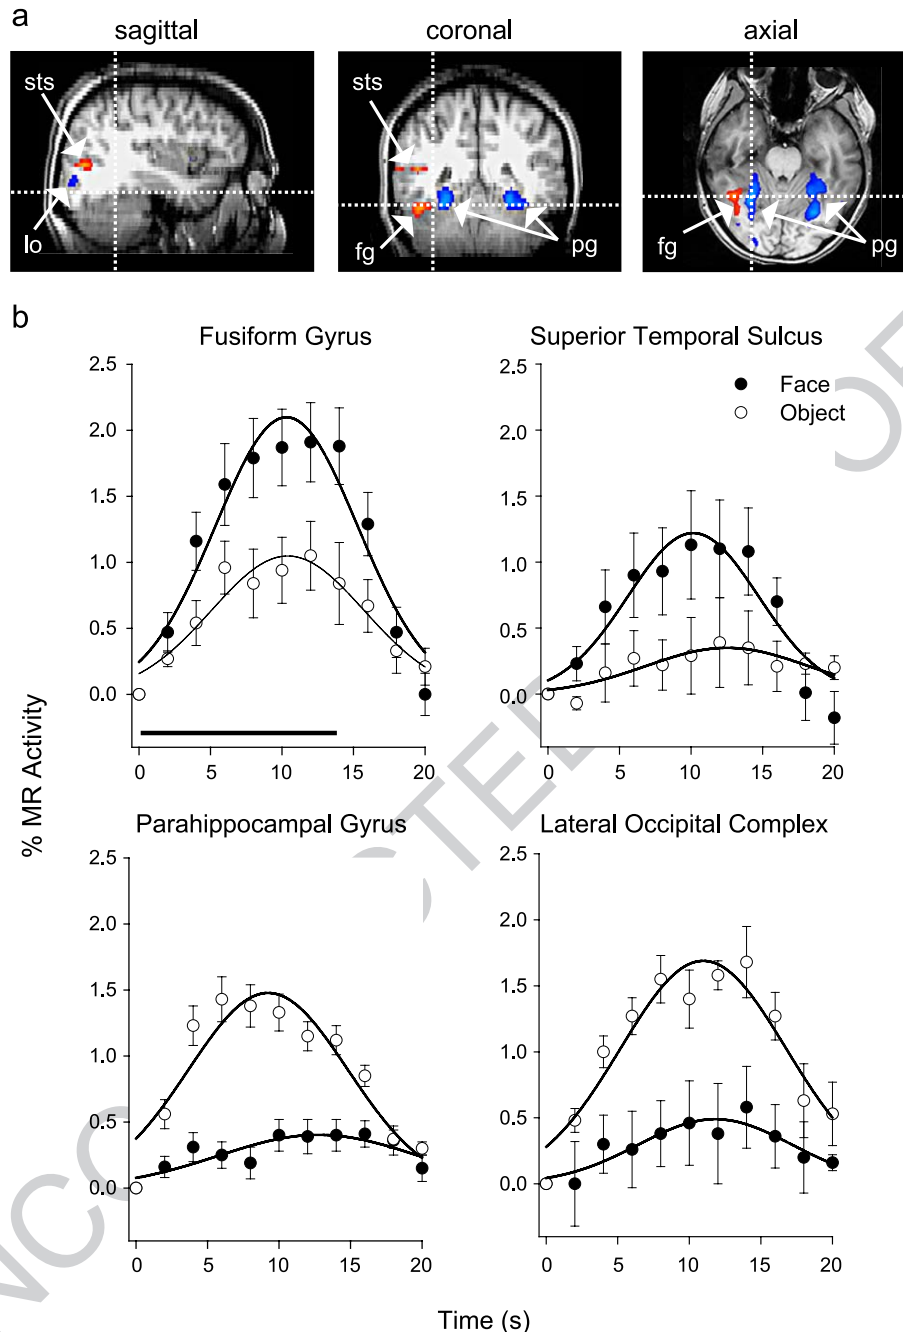 a
sagittal coronal axial
sts sts
lo fg pg fg pg
b
Fusiform Gyrus Superior Temporal Sulcus
Face
Object
2.5
2.0
1.5
1.0
0.5
0.0
0 5 10 15 20
2.5
2.0
1.5
1.0
0.5
0.0
0 5 10 15 20
% MR Activity
Parahippocampal Gyrus Lateral Occipital Complex
2.5
2.0
1.5
1.0
0.5
0.0
0 5 10 15 20
2.5
2.0
1.5
1.0
0.5
0.0
0 5 10 15 20
Time (s)